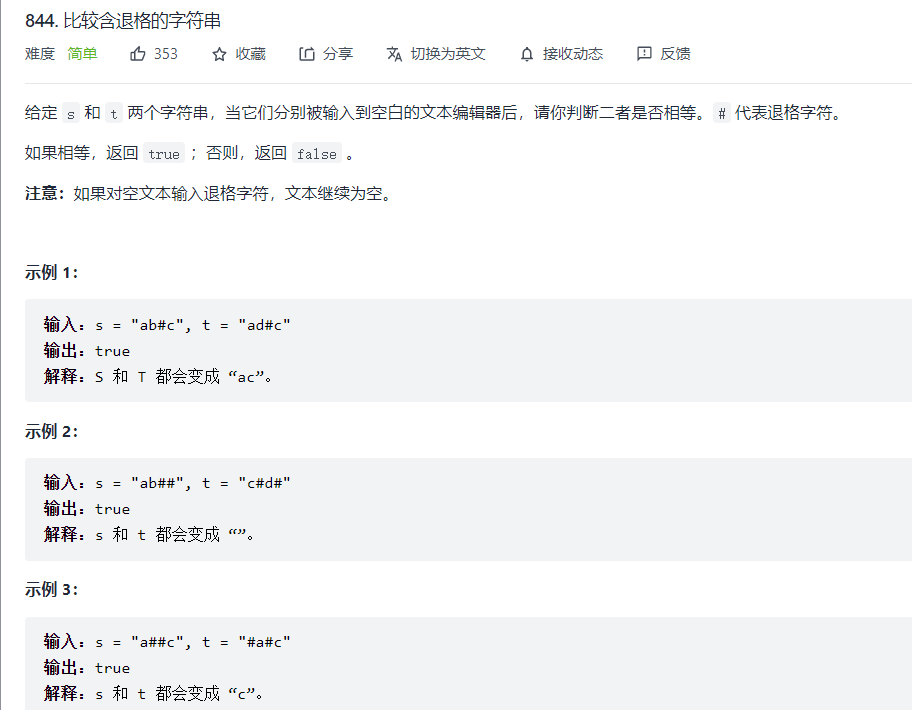 844. 比较含退格的字符串
难度 简单 353 收藏 分享 切换为英文 接收动态 反馈
给定 s 和 t 两个字符串，当它们分别被输入到空白的文本编辑器后，请你判断二者是否相等。 # 代表退格字符。
如果相等，返回 true ；否则，返回 false 。
注意：如果对空文本输入退格字符，文本继续为空。
示例 1：
输入：s = "ab#c", t = "ad#c"
输出：true
解释：S 和 T 都会变成 “ac”。
示例 2：
输入：s = "ab##", t = "c#d#"
输出：true
解释：s 和 t 都会变成 “”。
示例 3：
输入：s = "a##c", t = "#a#c"
输出：true
解释：s 和 t 都会变成 “c”。